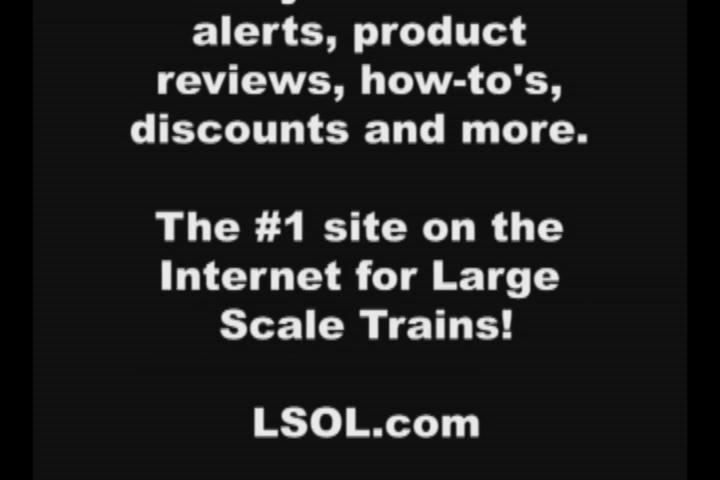 alerts, product
reviews, how-to's,
discounts and more.
The #1 site on the
Internet for Large
Scale Trains!
LSOL.com